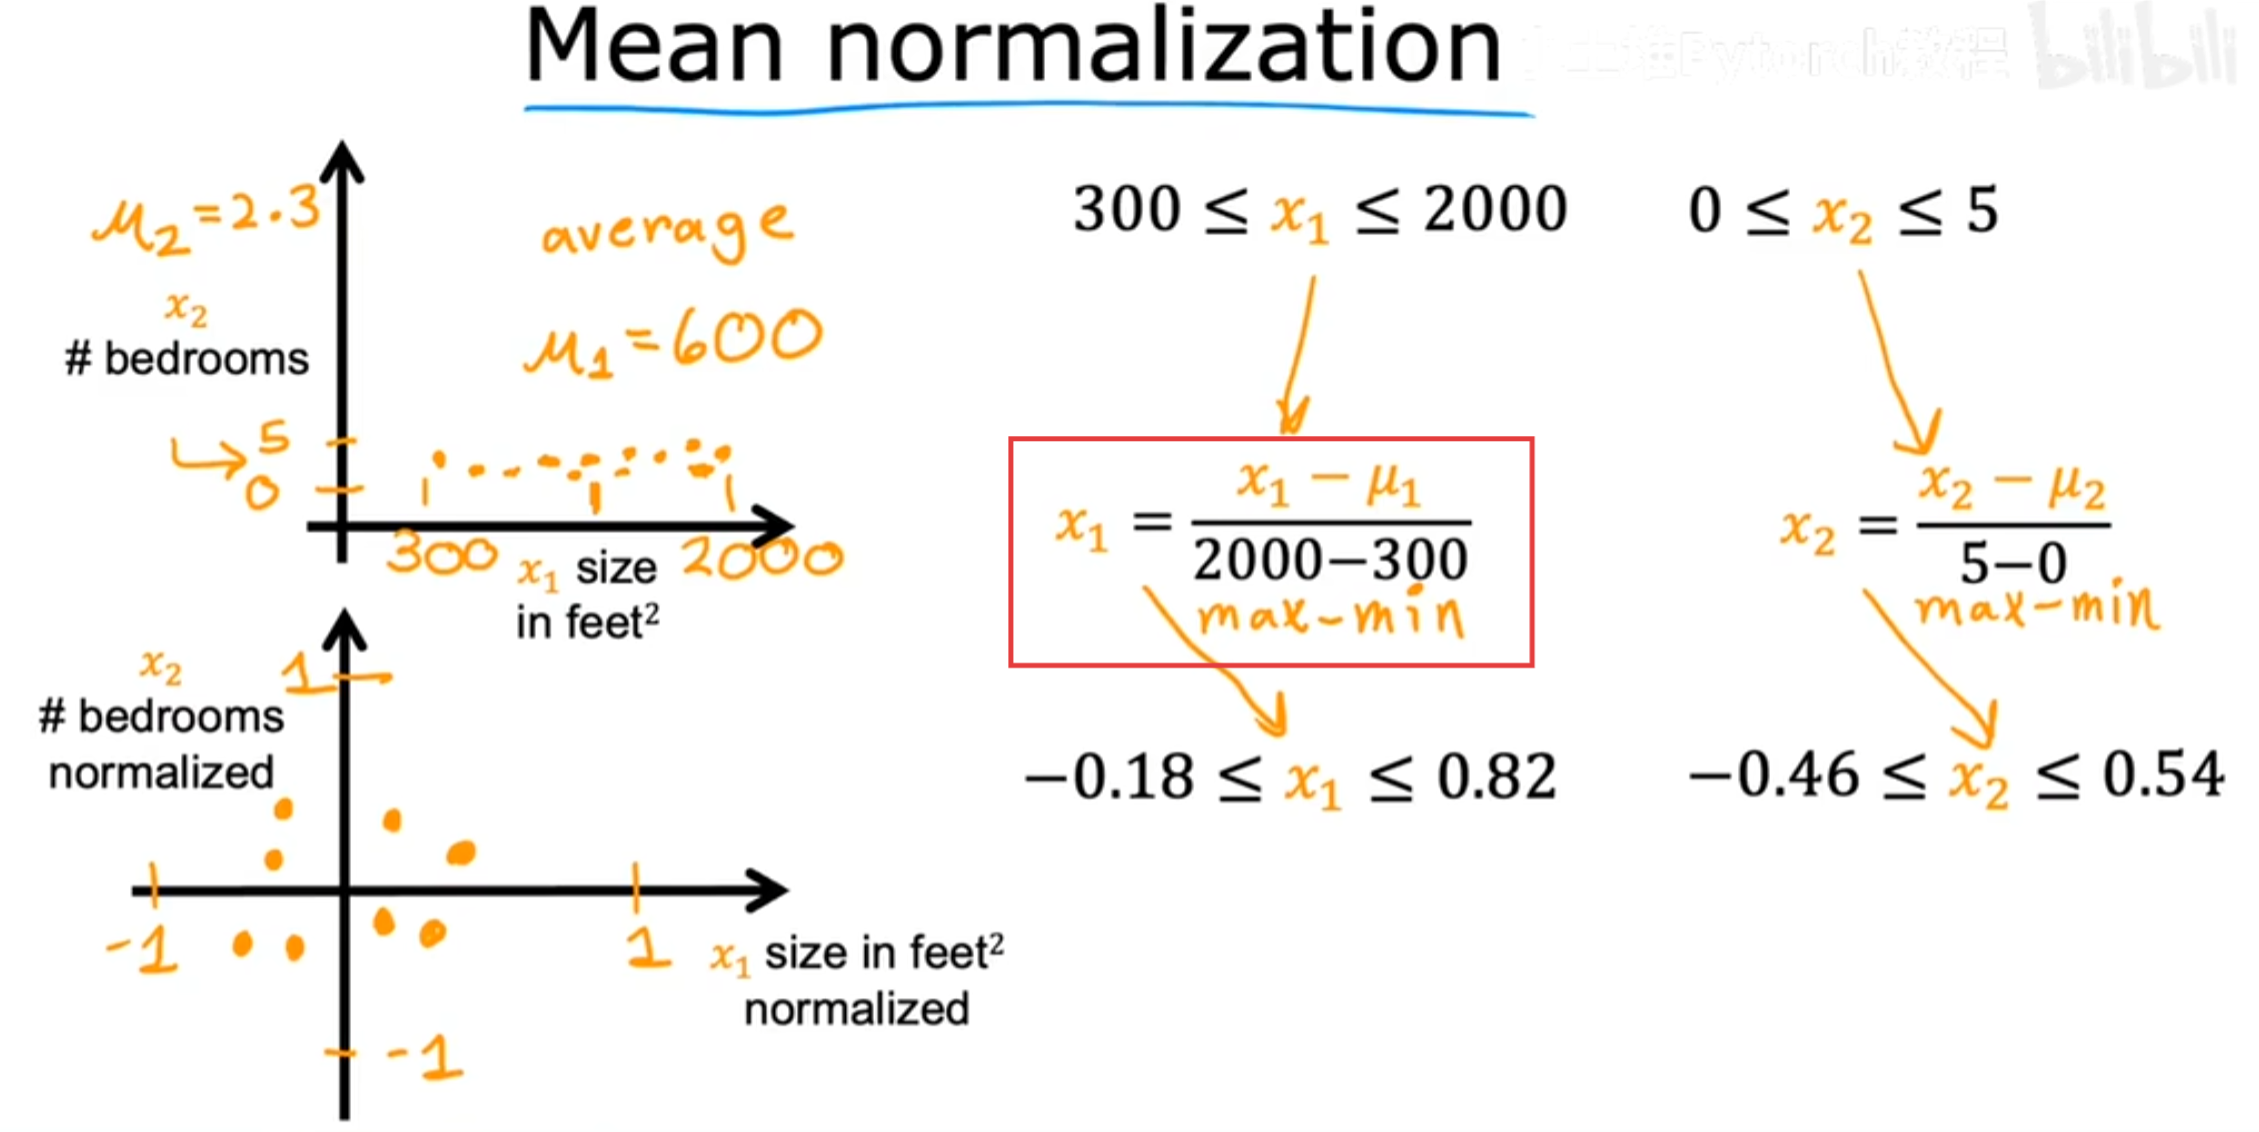 Mean normalization
bilibili
μ₂=2.3
average
x₂
# bedrooms
μ₁=600
5
0
300
x₁ size
in feet²
2000
300 ≤ x₁ ≤ 2000
0 ≤ x₂ ≤ 5
x₁ = (x₁ − μ₁)/(2000−300)
max-min
x₂ = (x₂ − μ₂)/(5−0)
max-min
−0.18 ≤ x₁ ≤ 0.82
−0.46 ≤ x₂ ≤ 0.54
x₂
# bedrooms
normalized
1
-1
1
x₁ size in feet²
normalized
-1